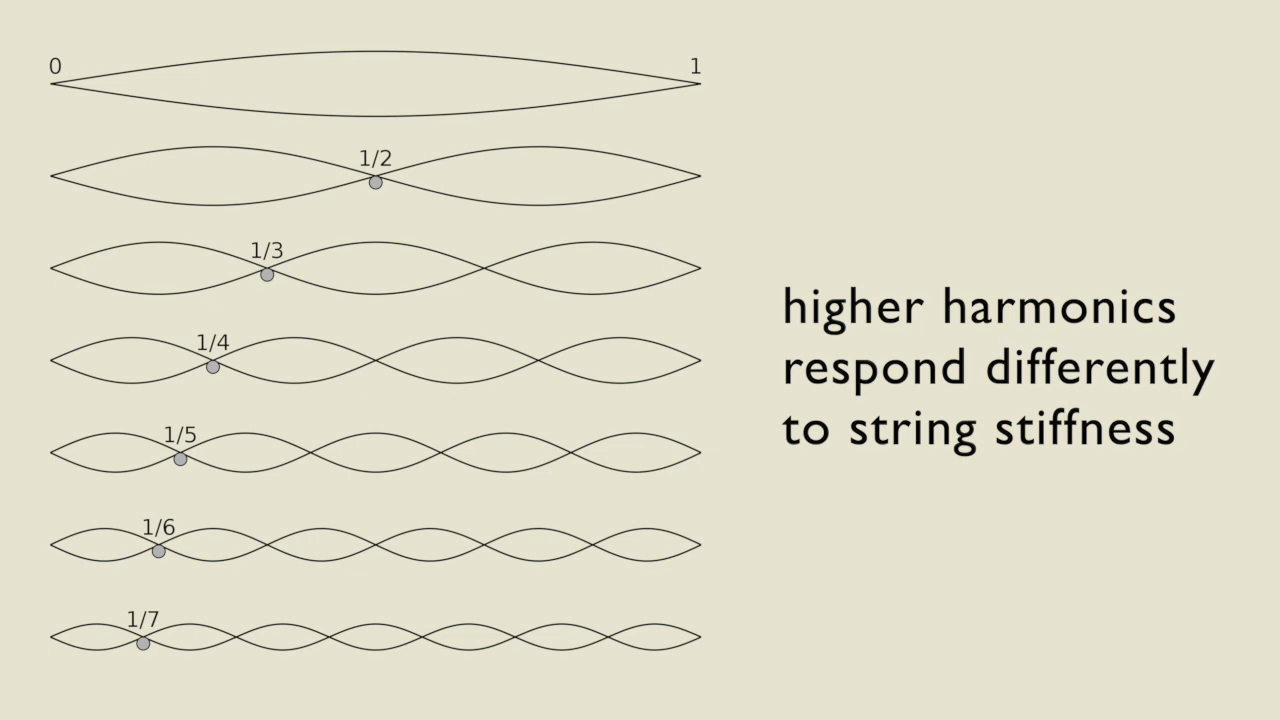 0 1
1/2
1/3
1/4
1/5
1/6
1/7
higher harmonics
respond differently
to string stiffness